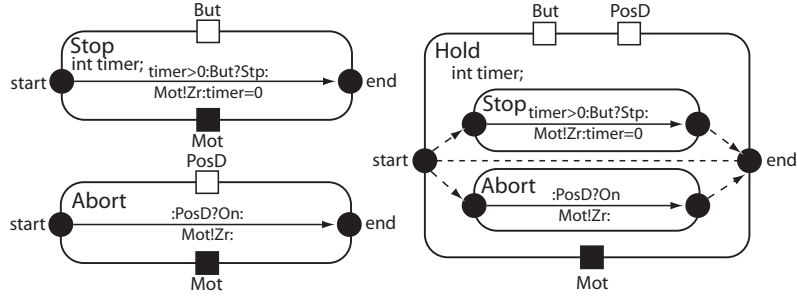 But
Stop
int timer;
timer>0:But?Stp:
start
end
Mot!Zr:timer=0
Mot
PosD
Abort
:PosD?On:
start
end
Mot!Zr:
Mot
But
PosD
Hold
int timer;
Stop
timer>0:But?Stp:
Mot!Zr:timer=0
start
end
Abort
:PosD?On
Mot!Zr:
Mot